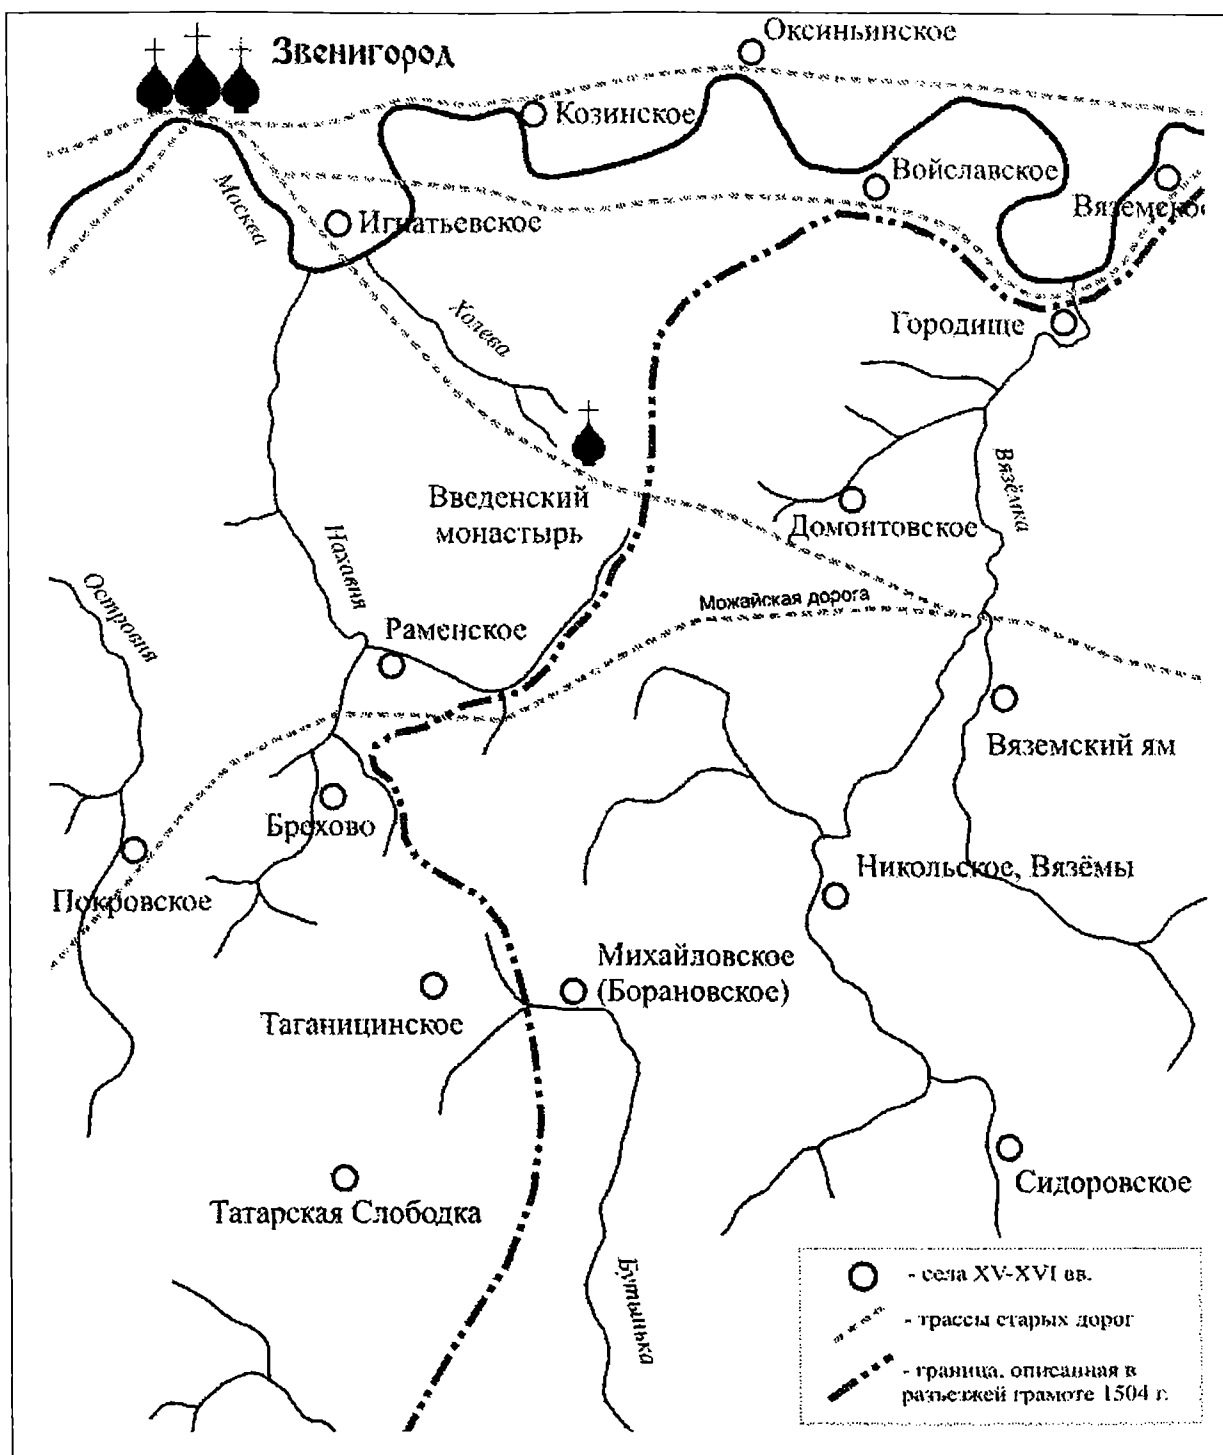 Звенигород
Оксиньинское
Козинское
Войславское
Вяземское
Москва
Игнатьевское
Холева
Городище
Введенский
монастырь
Вязёмка
Домонтовское
Нахавня
Островня
Можайская дорога
Раменское
Вяземский ям
Брехово
Покровское
Никольское, Вязёмы
Михайловское
(Борановское)
Таганицинское
Сидоровское
Татарская Слободка
Бутынька
- села XV-XVI вв.
- трассы старых дорог
- граница, описанная в
разъезжей грамоте 1504 г.